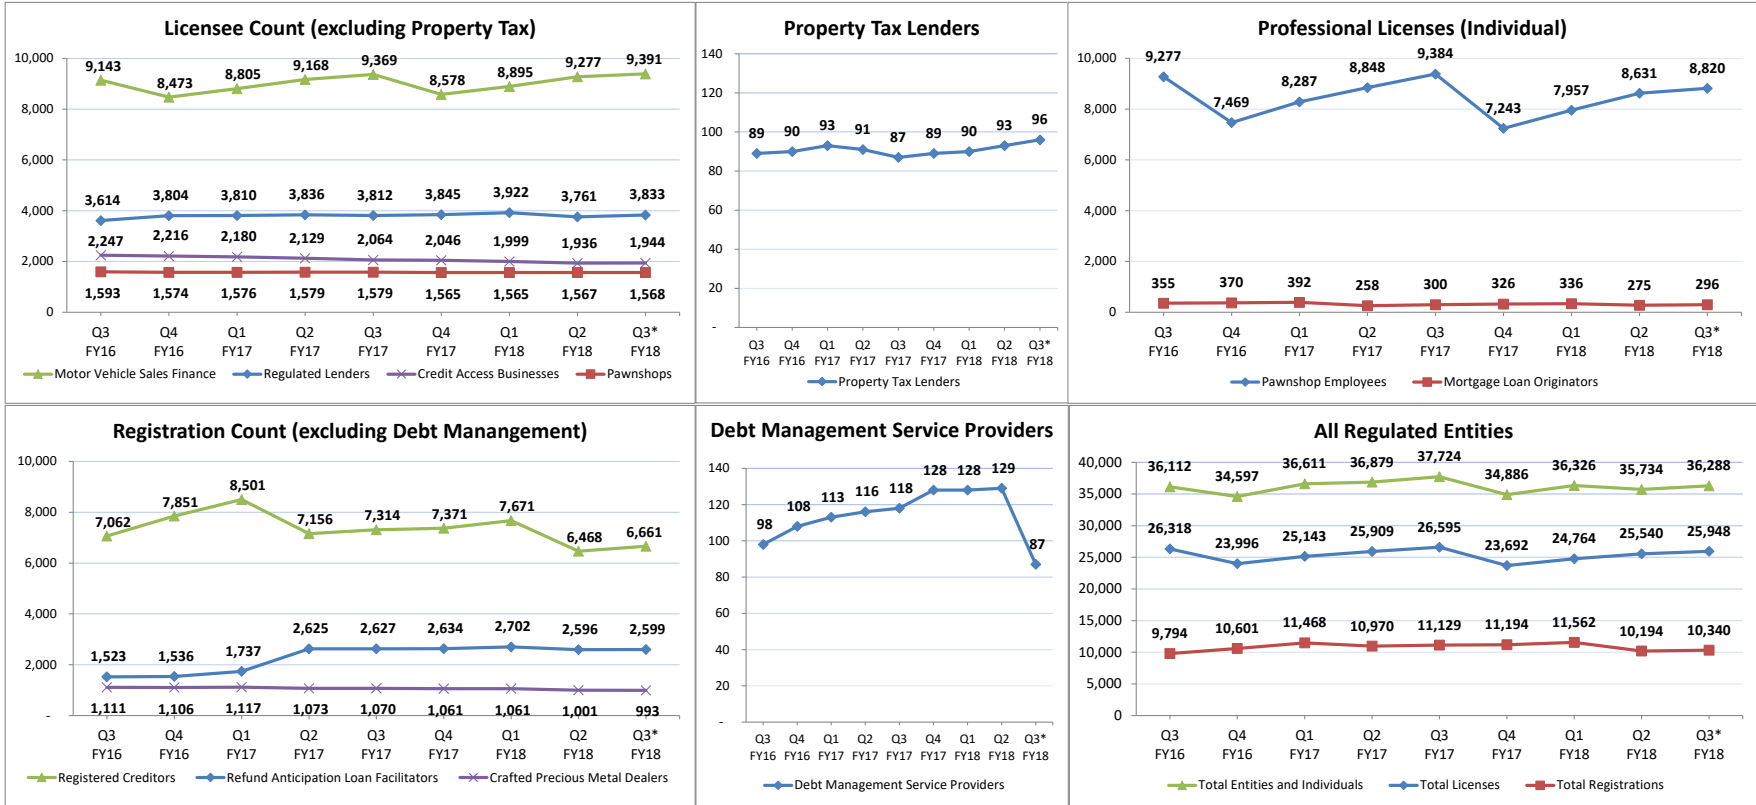 Licensee Count (excluding Property Tax)
10,000
8,000
6,000
4,000
2,000
0
9,143 8,473 8,805 9,168 9,369 8,578 8,895 9,277 9,391
3,614 3,804 3,810 3,836 3,812 3,845 3,922 3,761 3,833
2,247 2,216 2,180 2,129 2,064 2,046 1,999 1,936 1,944
1,593 1,574 1,576 1,579 1,579 1,565 1,565 1,567 1,568
Q3 Q4 Q1 Q2 Q3 Q4 Q1 Q2 Q3*
FY16 FY16 FY17 FY17 FY17 FY17 FY18 FY18 FY18
Motor Vehicle Sales Finance Regulated Lenders Credit Access Businesses Pawnshops
Property Tax Lenders
140
120
100
80
60
40
20
-
89 90 93 91 87 89 90 93 96
Q3 Q4 Q1 Q2 Q3 Q4 Q1 Q2 Q3*
FY16 FY16 FY17 FY17 FY17 FY17 FY18 FY18 FY18
Property Tax Lenders
Professional Licenses (Individual)
10,000
8,000
6,000
4,000
2,000
0
9,277 7,469 8,287 8,848 9,384 7,243 7,957 8,631 8,820
355 370 392 258 300 326 336 275 296
Q3 Q4 Q1 Q2 Q3 Q4 Q1 Q2 Q3*
FY16 FY16 FY17 FY17 FY17 FY17 FY18 FY18 FY18
Pawnshop Employees Mortgage Loan Originators
Registration Count (excluding Debt Manangement)
10,000
8,000
6,000
4,000
2,000
-
7,062 7,851 8,501 7,156 7,314 7,371 7,671 6,468 6,661
1,523 1,536 1,737 2,625 2,627 2,634 2,702 2,596 2,599
1,111 1,106 1,117 1,073 1,070 1,061 1,061 1,001 993
Q3 Q4 Q1 Q2 Q3 Q4 Q1 Q2 Q3*
FY16 FY16 FY17 FY17 FY17 FY17 FY18 FY18 FY18
Registered Creditors Refund Anticipation Loan Facilitators Crafted Precious Metal Dealers
Debt Management Service Providers
140
120
100
80
60
40
20
-
98 108 113 116 118 128 128 129 87
Q3 Q4 Q1 Q2 Q3 Q4 Q1 Q2 Q3*
FY16 FY16 FY17 FY17 FY17 FY17 FY18 FY18 FY18
Debt Management Service Providers
All Regulated Entities
40,000
35,000
30,000
25,000
20,000
15,000
10,000
5,000
0
36,112 34,597 36,611 36,879 37,724 34,886 36,326 35,734 36,288
26,318 23,996 25,143 25,909 26,595 23,692 24,764 25,540 25,948
9,794 10,601 11,468 10,970 11,129 11,194 11,562 10,194 10,340
Q3 Q4 Q1 Q2 Q3 Q4 Q1 Q2 Q3*
FY16 FY16 FY17 FY17 FY17 FY17 FY18 FY18 FY18
Total Entities and Individuals Total Licenses Total Registrations